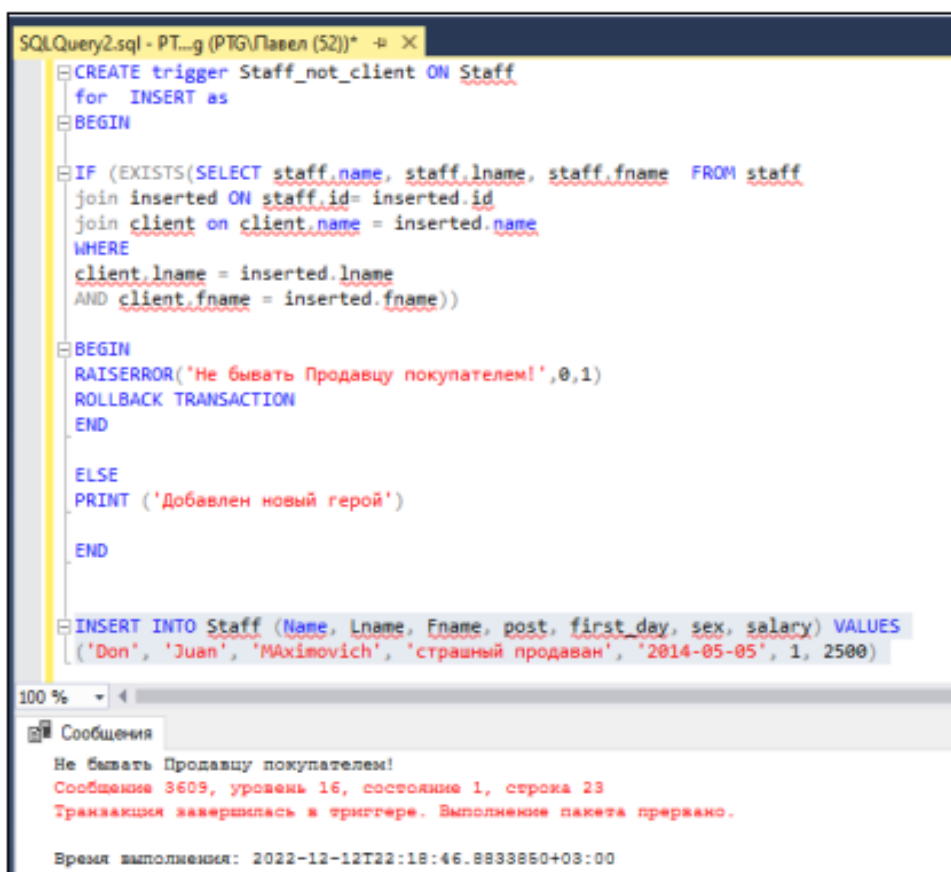 SQLQuery2.sql - PT...g (PTG\Павел (52))*
CREATE trigger Staff_not_client ON Staff
for INSERT as
BEGIN
IF (EXISTS(SELECT staff.name, staff.lname, staff.fname FROM staff
join inserted ON staff.id= inserted.id
join client on client.name = inserted.name
WHERE
client.lname = inserted.lname
AND client.fname = inserted.fname))
BEGIN
RAISERROR('Не бывать Продавцу покупателем!',0,1)
ROLLBACK TRANSACTION
END
ELSE
PRINT ('Добавлен новый герой')
END
INSERT INTO Staff (Name, Lname, Fname, post, first_day, sex, salary) VALUES
('Don', 'Juan', 'MAximovich', 'страшный продаван', '2014-05-05', 1, 2500)
100 %
Сообщения
Не бывать Продавцу покупателем!
Сообщение 3609, уровень 16, состояние 1, строка 23
Транзакция завершилась в триггере. Выполнение пакета прервано.
Время выполнения: 2022-12-12T22:18:46.8833850+03:00